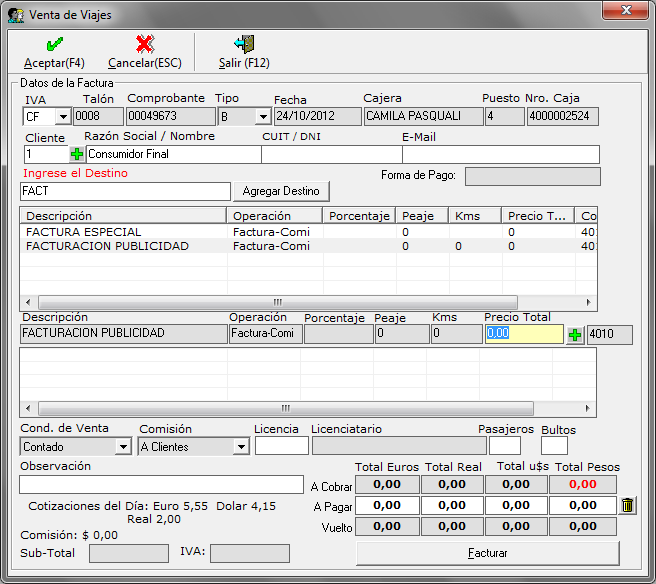 Venta de Viajes
Aceptar(F4) Cancelar(ESC) Salir (F12)
Datos de la Factura
IVA Talón Comprobante Tipo Fecha Cajera Puesto Nro. Caja
CF 0008 00049673 B 24/10/2012 CAMILA PASQUALI 4 4000002524
Cliente Razón Social / Nombre CUIT / DNI E-Mail
1 Consumidor Final
Ingrese el Destino Forma de Pago:
FACT Agregar Destino
Descripción Operación Porcentaje Peaje Kms Precio T... Co
FACTURA ESPECIAL Factura-Comi 0 0 401
FACTURACION PUBLICIDAD Factura-Comi 0 0 0 401
Descripción Operación Porcentaje Peaje Kms Precio Total
FACTURACION PUBLICIDAD Factura-Comi 0 0 0,00 4010
Cond. de Venta Comisión Licencia Licenciatario Pasajeros Bultos
Contado A Clientes
Observación Total Euros Total Real Total u$s Total Pesos
A Cobrar 0,00 0,00 0,00 0,00
Cotizaciones del Día: Euro 5,55 Dolar 4,15 A Pagar 0,00 0,00 0,00 0,00
Real 2,00 Vuelto 0,00 0,00 0,00 0,00
Comisión: $ 0,00
Sub-Total IVA: Facturar